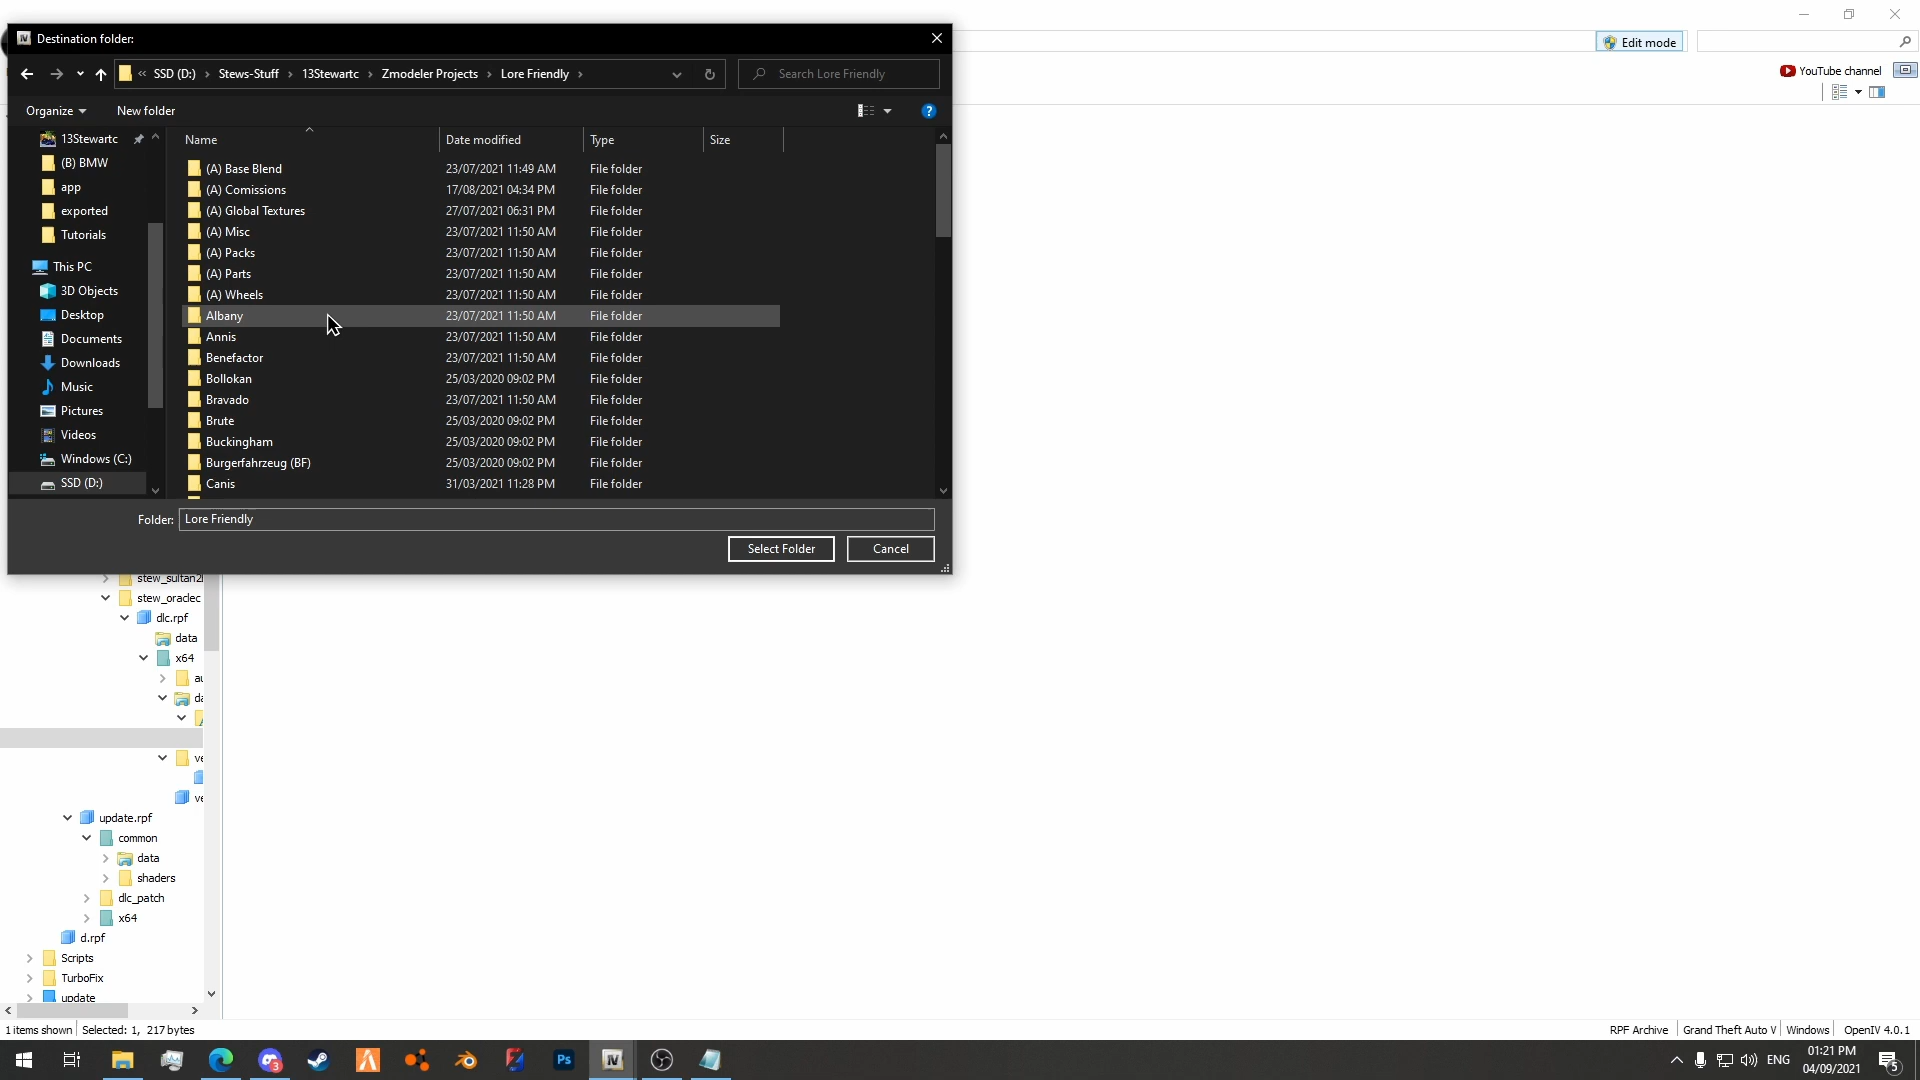 Destination folder:
Edit mode
« SSD (D:) › Stews-Stuff › 13Stewartc › Zmodeler Projects › Lore Friendly ›
Search Lore Friendly
YouTube channel
Organize
New folder
13Stewartc
(B) BMW
app
exported
Tutorials
This PC
3D Objects
Desktop
Documents
Downloads
Music
Pictures
Videos
Windows (C:)
SSD (D:)
Name Date modified Type Size
(A) Base Blend 23/07/2021 11:49 AM File folder
(A) Comissions 17/08/2021 04:34 PM File folder
(A) Global Textures 27/07/2021 06:31 PM File folder
(A) Misc 23/07/2021 11:50 AM File folder
(A) Packs 23/07/2021 11:50 AM File folder
(A) Parts 23/07/2021 11:50 AM File folder
(A) Wheels 23/07/2021 11:50 AM File folder
Albany 23/07/2021 11:50 AM File folder
Annis 23/07/2021 11:50 AM File folder
Benefactor 23/07/2021 11:50 AM File folder
Bollokan 25/03/2020 09:02 PM File folder
Bravado 23/07/2021 11:50 AM File folder
Brute 25/03/2020 09:02 PM File folder
Buckingham 25/03/2020 09:02 PM File folder
Burgerfahrzeug (BF) 25/03/2020 09:02 PM File folder
Canis 31/03/2021 11:28 PM File folder
Folder: Lore Friendly
Select Folder Cancel
stew_oraclec
dlc.rpf
data
x64
update.rpf
common
data
shaders
dlc_patch
x64
d.rpf
Scripts
TurboFix
update
1 items shown Selected: 1, 217 bytes
RPF Archive Grand Theft Auto V Windows OpenIV 4.0.1
Ps
IV
3
ENG
01:21 PM
04/09/2021
5